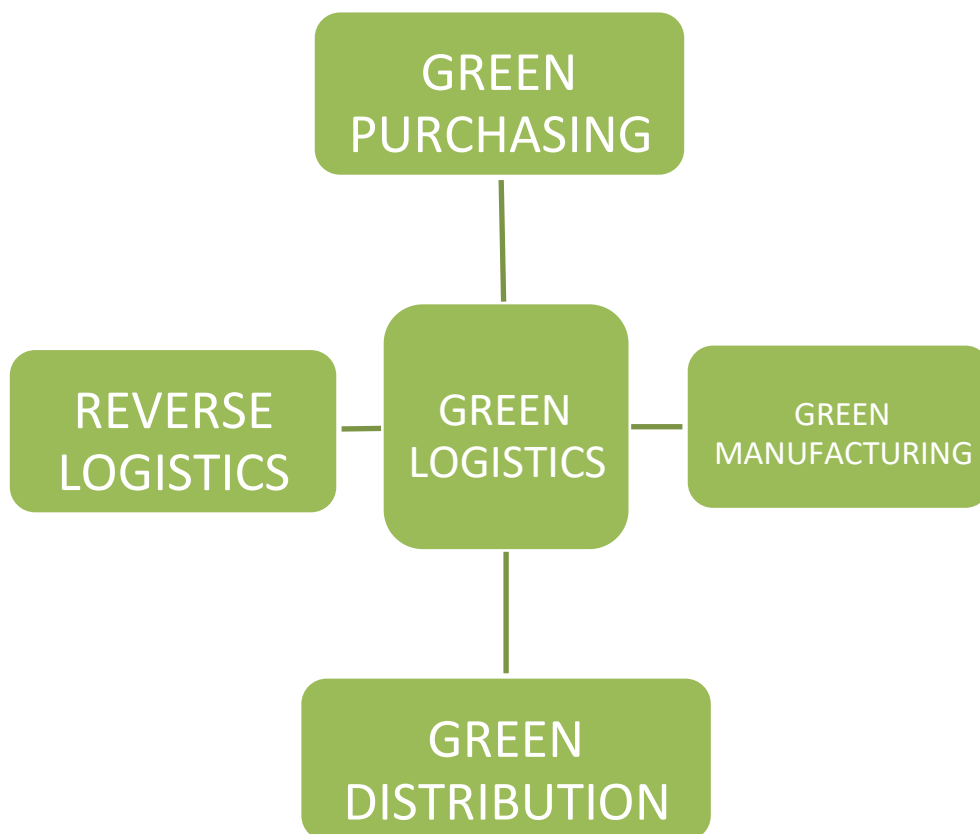 GREEN
PURCHASING
REVERSE
LOGISTICS
GREEN
LOGISTICS
GREEN
MANUFACTURING
GREEN
DISTRIBUTION